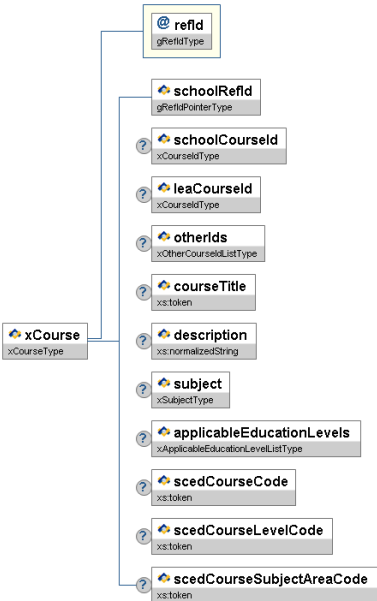 @ refId
gRefIdType
schoolRefId
gRefIdPointerType
? schoolCourseId
xCourseIdType
? leaCourseId
xCourseIdType
? otherIds
xOtherCourseIdListType
? courseTitle
xs:token
xCourse
xCourseType
? description
xs:normalizedString
? subject
xSubjectType
? applicableEducationLevels
xApplicableEducationLevelListType
? scedCourseCode
xs:token
? scedCourseLevelCode
xs:token
? scedCourseSubjectAreaCode
xs:token